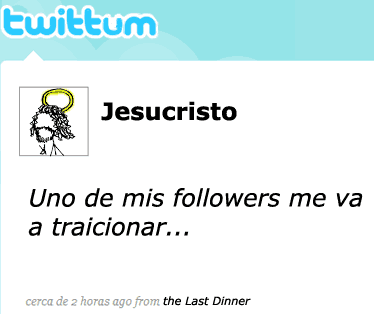 twittum
Jesucristo
Uno de mis followers me va
a traicionar...
cerca de 2 horas ago from the Last Dinner